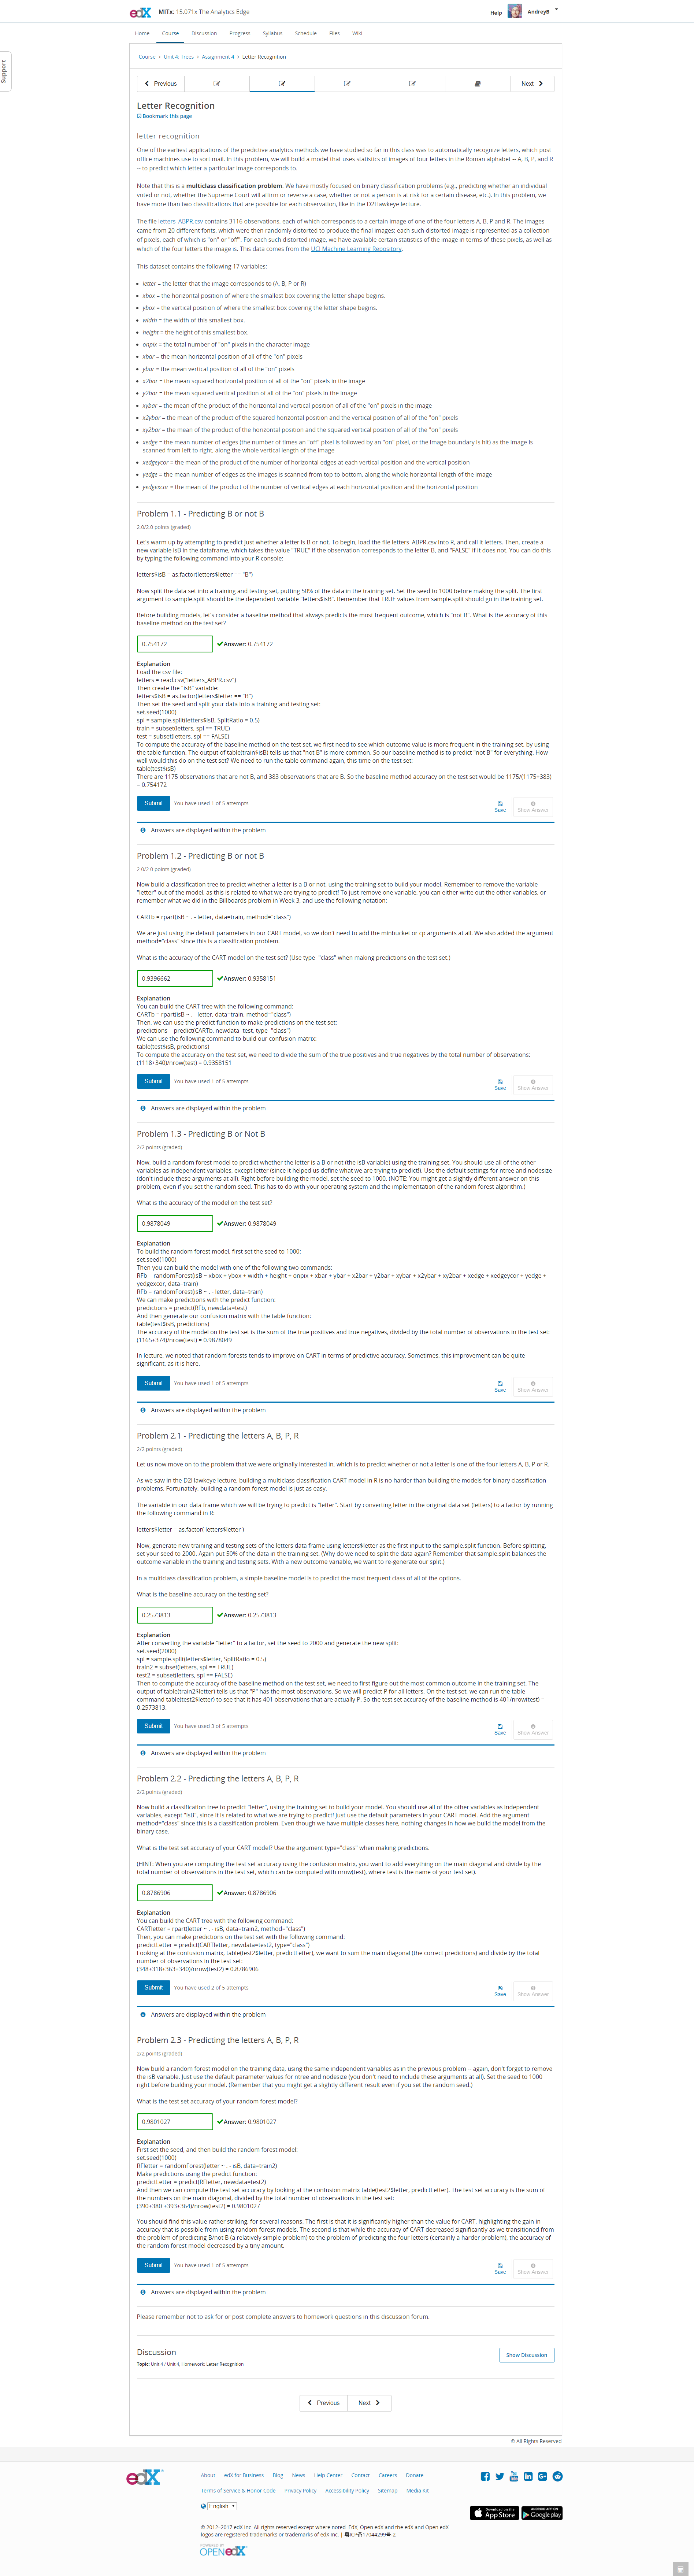 edX MITx: 15.071x The Analytics Edge Help AndreyB
Home Course Discussion Progress Syllabus Schedule Files Wiki
Support
Course > Unit 4: Trees > Assignment 4 > Letter Recognition
Previous Next
Letter Recognition
Bookmark this page
letter recognition
One of the earliest applications of the predictive analytics methods we have studied so far in this class was to automatically recognize letters, which post
office machines use to sort mail. In this problem, we will build a model that uses statistics of images of four letters in the Roman alphabet -- A, B, P, and R
-- to predict which letter a particular image corresponds to.
Note that this is a multiclass classification problem. We have mostly focused on binary classification problems (e.g., predicting whether an individual
voted or not, whether the Supreme Court will affirm or reverse a case, whether or not a person is at risk for a certain disease, etc.). In this problem, we
have more than two classifications that are possible for each observation, like in the D2Hawkeye lecture.
The file letters_ABPR.csv contains 3116 observations, each of which corresponds to a certain image of one of the four letters A, B, P and R. The images
came from 20 different fonts, which were then randomly distorted to produce the final images; each such distorted image is represented as a collection
of pixels, each of which is "on" or "off". For each such distorted image, we have available certain statistics of the image in terms of these pixels, as well as
which of the four letters the image is. This data comes from the UCI Machine Learning Repository.
This dataset contains the following 17 variables:
• letter = the letter that the image corresponds to (A, B, P or R)
• xbox = the horizontal position of where the smallest box covering the letter shape begins.
• ybox = the vertical position of where the smallest box covering the letter shape begins.
• width = the width of this smallest box.
• height = the height of this smallest box.
• onpix = the total number of "on" pixels in the character image
• xbar = the mean horizontal position of all of the "on" pixels
• ybar = the mean vertical position of all of the "on" pixels
• x2bar = the mean squared horizontal position of all of the "on" pixels in the image
• y2bar = the mean squared vertical position of all of the "on" pixels in the image
• xybar = the mean of the product of the horizontal and vertical position of all of the "on" pixels in the image
• x2ybar = the mean of the product of the squared horizontal position and the vertical position of all of the "on" pixels
• xy2bar = the mean of the product of the horizontal position and the squared vertical position of all of the "on" pixels
• xedge = the mean number of edges (the number of times an "off" pixel is followed by an "on" pixel, or the image boundary is hit) as the image is
scanned from left to right, along the whole vertical length of the image
• xedgeycor = the mean of the product of the number of horizontal edges at each vertical position and the vertical position
• yedge = the mean number of edges as the images is scanned from top to bottom, along the whole horizontal length of the image
• yedgexcor = the mean of the product of the number of vertical edges at each horizontal position and the horizontal position
Problem 1.1 - Predicting B or not B
2.0/2.0 points (graded)
Let's warm up by attempting to predict just whether a letter is B or not. To begin, load the file letters_ABPR.csv into R, and call it letters. Then, create a
new variable isB in the dataframe, which takes the value "TRUE" if the observation corresponds to the letter B, and "FALSE" if it does not. You can do this
by typing the following command into your R console:
letters$isB = as.factor(letters$letter == "B")
Now split the data set into a training and testing set, putting 50% of the data in the training set. Set the seed to 1000 before making the split. The first
argument to sample.split should be the dependent variable "letters$isB". Remember that TRUE values from sample.split should go in the training set.
Before building models, let's consider a baseline method that always predicts the most frequent outcome, which is "not B". What is the accuracy of this
baseline method on the test set?
0.754172 Answer: 0.754172
Explanation
Load the csv file:
letters = read.csv("letters_ABPR.csv")
Then create the "isB" variable:
letters$isB = as.factor(letters$letter == "B")
Then set the seed and split your data into a training and testing set:
set.seed(1000)
spl = sample.split(letters$isB, SplitRatio = 0.5)
train = subset(letters, spl == TRUE)
test = subset(letters, spl == FALSE)
To compute the accuracy of the baseline method on the test set, we first need to see which outcome value is more frequent in the training set, by using
the table function. The output of table(train$isB) tells us that "not B" is more common. So our baseline method is to predict "not B" for everything. How
well would this do on the test set? We need to run the table command again, this time on the test set:
table(test$isB)
There are 1175 observations that are not B, and 383 observations that are B. So the baseline method accuracy on the test set would be 1175/(1175+383)
= 0.754172
Submit You have used 1 of 5 attempts Save Show Answer
Answers are displayed within the problem
Problem 1.2 - Predicting B or not B
2.0/2.0 points (graded)
Now build a classification tree to predict whether a letter is a B or not, using the training set to build your model. Remember to remove the variable
"letter" out of the model, as this is related to what we are trying to predict! To just remove one variable, you can either write out the other variables, or
remember what we did in the Billboards problem in Week 3, and use the following notation:
CARTb = rpart(isB ~ . - letter, data=train, method="class")
We are just using the default parameters in our CART model, so we don't need to add the minbucket or cp arguments at all. We also added the argument
method="class" since this is a classification problem.
What is the accuracy of the CART model on the test set? (Use type="class" when making predictions on the test set.)
0.9396662 Answer: 0.9358151
Explanation
You can build the CART tree with the following command:
CARTb = rpart(isB ~ . - letter, data=train, method="class")
Then, we can use the predict function to make predictions on the test set:
predictions = predict(CARTb, newdata=test, type="class")
We can use the following command to build our confusion matrix:
table(test$isB, predictions)
To compute the accuracy on the test set, we need to divide the sum of the true positives and true negatives by the total number of observations:
(1118+340)/nrow(test) = 0.9358151
Submit You have used 1 of 5 attempts Save Show Answer
Answers are displayed within the problem
Problem 1.3 - Predicting B or Not B
2/2 points (graded)
Now, build a random forest model to predict whether the letter is a B or not (the isB variable) using the training set. You should use all of the other
variables as independent variables, except letter (since it helped us define what we are trying to predict!). Use the default settings for ntree and nodesize
(don't include these arguments at all). Right before building the model, set the seed to 1000. (NOTE: You might get a slightly different answer on this
problem, even if you set the random seed. This has to do with your operating system and the implementation of the random forest algorithm.)
What is the accuracy of the model on the test set?
0.9878049 Answer: 0.9878049
Explanation
To build the random forest model, first set the seed to 1000:
set.seed(1000)
Then you can build the model with one of the following two commands:
RFb = randomForest(isB ~ xbox + ybox + width + height + onpix + xbar + ybar + x2bar + y2bar + xybar + x2ybar + xy2bar + xedge + xedgeycor + yedge +
yedgexcor, data=train)
RFb = randomForest(isB ~ . - letter, data=train)
We can make predictions with the predict function:
predictions = predict(RFb, newdata=test)
And then generate our confusion matrix with the table function:
table(test$isB, predictions)
The accuracy of the model on the test set is the sum of the true positives and true negatives, divided by the total number of observations in the test set:
(1165+374)/nrow(test) = 0.9878049
In lecture, we noted that random forests tends to improve on CART in terms of predictive accuracy. Sometimes, this improvement can be quite
significant, as it is here.
Submit You have used 1 of 5 attempts Save Show Answer
Answers are displayed within the problem
Problem 2.1 - Predicting the letters A, B, P, R
2/2 points (graded)
Let us now move on to the problem that we were originally interested in, which is to predict whether or not a letter is one of the four letters A, B, P or R.
As we saw in the D2Hawkeye lecture, building a multiclass classification CART model in R is no harder than building the models for binary classification
problems. Fortunately, building a random forest model is just as easy.
The variable in our data frame which we will be trying to predict is "letter". Start by converting letter in the original data set (letters) to a factor by running
the following command in R:
letters$letter = as.factor( letters$letter )
Now, generate new training and testing sets of the letters data frame using letters$letter as the first input to the sample.split function. Before splitting,
set your seed to 2000. Again put 50% of the data in the training set. (Why do we need to split the data again? Remember that sample.split balances the
outcome variable in the training and testing sets. With a new outcome variable, we want to re-generate our split.)
In a multiclass classification problem, a simple baseline model is to predict the most frequent class of all of the options.
What is the baseline accuracy on the testing set?
0.2573813 Answer: 0.2573813
Explanation
After converting the variable "letter" to a factor, set the seed to 2000 and generate the new split:
set.seed(2000)
spl = sample.split(letters$letter, SplitRatio = 0.5)
train2 = subset(letters, spl == TRUE)
test2 = subset(letters, spl == FALSE)
Then to compute the accuracy of the baseline method on the test set, we need to first figure out the most common outcome in the training set. The
output of table(train2$letter) tells us that "P" has the most observations. So we will predict P for all letters. On the test set, we can run the table
command table(test2$letter) to see that it has 401 observations that are actually P. So the test set accuracy of the baseline method is 401/nrow(test) =
0.2573813.
Submit You have used 3 of 5 attempts Save Show Answer
Answers are displayed within the problem
Problem 2.2 - Predicting the letters A, B, P, R
2/2 points (graded)
Now build a classification tree to predict "letter", using the training set to build your model. You should use all of the other variables as independent
variables, except "isB", since it is related to what we are trying to predict! Just use the default parameters in your CART model. Add the argument
method="class" since this is a classification problem. Even though we have multiple classes here, nothing changes in how we build the model from the
binary case.
What is the test set accuracy of your CART model? Use the argument type="class" when making predictions.
(HINT: When you are computing the test set accuracy using the confusion matrix, you want to add everything on the main diagonal and divide by the
total number of observations in the test set, which can be computed with nrow(test), where test is the name of your test set).
0.8786906 Answer: 0.8786906
Explanation
You can build the CART tree with the following command:
CARTletter = rpart(letter ~ . - isB, data=train2, method="class")
Then, you can make predictions on the test set with the following command:
predictLetter = predict(CARTletter, newdata=test2, type="class")
Looking at the confusion matrix, table(test2$letter, predictLetter), we want to sum the main diagonal (the correct predictions) and divide by the total
number of observations in the test set:
(348+318+363+340)/nrow(test2) = 0.8786906
Submit You have used 2 of 5 attempts Save Show Answer
Answers are displayed within the problem
Problem 2.3 - Predicting the letters A, B, P, R
2/2 points (graded)
Now build a random forest model on the training data, using the same independent variables as in the previous problem -- again, don't forget to remove
the isB variable. Just use the default parameter values for ntree and nodesize (you don't need to include these arguments at all). Set the seed to 1000
right before building your model. (Remember that you might get a slightly different result even if you set the random seed.)
What is the test set accuracy of your random forest model?
0.9801027 Answer: 0.9801027
Explanation
First set the seed, and then build the random forest model:
set.seed(1000)
RFletter = randomForest(letter ~ . - isB, data=train2)
Make predictions using the predict function:
predictLetter = predict(RFletter, newdata=test2)
And then we can compute the test set accuracy by looking at the confusion matrix table(test2$letter, predictLetter). The test set accuracy is the sum of
the numbers on the main diagonal, divided by the total number of observations in the test set:
(390+380 +393+364)/nrow(test2) = 0.9801027
You should find this value rather striking, for several reasons. The first is that it is significantly higher than the value for CART, highlighting the gain in
accuracy that is possible from using random forest models. The second is that while the accuracy of CART decreased significantly as we transitioned from
the problem of predicting B/not B (a relatively simple problem) to the problem of predicting the four letters (certainly a harder problem), the accuracy of
the random forest model decreased by a tiny amount.
Submit You have used 1 of 5 attempts Save Show Answer
Answers are displayed within the problem
Please remember not to ask for or post complete answers to homework questions in this discussion forum.
Discussion Show Discussion
Topic: Unit 4 / Unit 4, Homework: Letter Recognition
Previous Next
© All Rights Reserved
edX About edX for Business Blog News Help Center Contact Careers Donate
Terms of Service & Honor Code Privacy Policy Accessibility Policy Sitemap Media Kit
English
Download on the App Store ANDROID APP ON Google play
© 2012–2017 edX Inc. All rights reserved except where noted. EdX, Open edX and the edX and Open edX
logos are registered trademarks or trademarks of edX Inc. | 粤ICP备17044299号-2
POWERED BY
OPEN edX